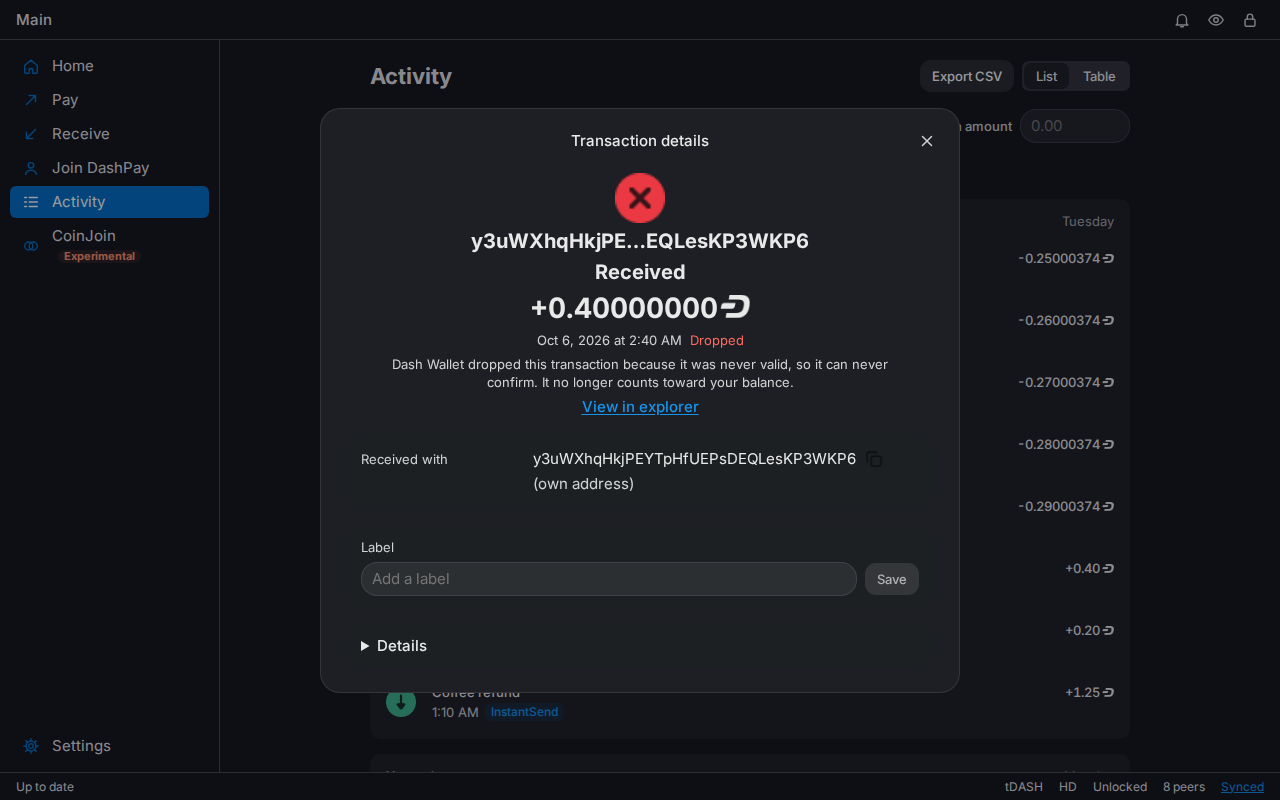 Main
Home
Pay
Receive
Join DashPay
Activity
CoinJoin
Experimental
Settings
Activity
Export CSV
List
Table
amount
0.00
Tuesday
-0.25000374
-0.26000374
-0.27000374
-0.28000374
-0.29000374
+0.40
+0.20
+1.25
Coffee refund
1:10 AM InstantSend
Transaction details
y3uWXhqHkjPE...EQLesKP3WKP6
Received
+0.40000000
Oct 6, 2026 at 2:40 AM Dropped
Dash Wallet dropped this transaction because it was never valid, so it can never
confirm. It no longer counts toward your balance.
View in explorer
Received with
y3uWXhqHkjPEYTpHfUEPsDEQLesKP3WKP6
(own address)
Label
Add a label
Save
Details
Up to date
tDASH
HD
Unlocked
8 peers
Synced